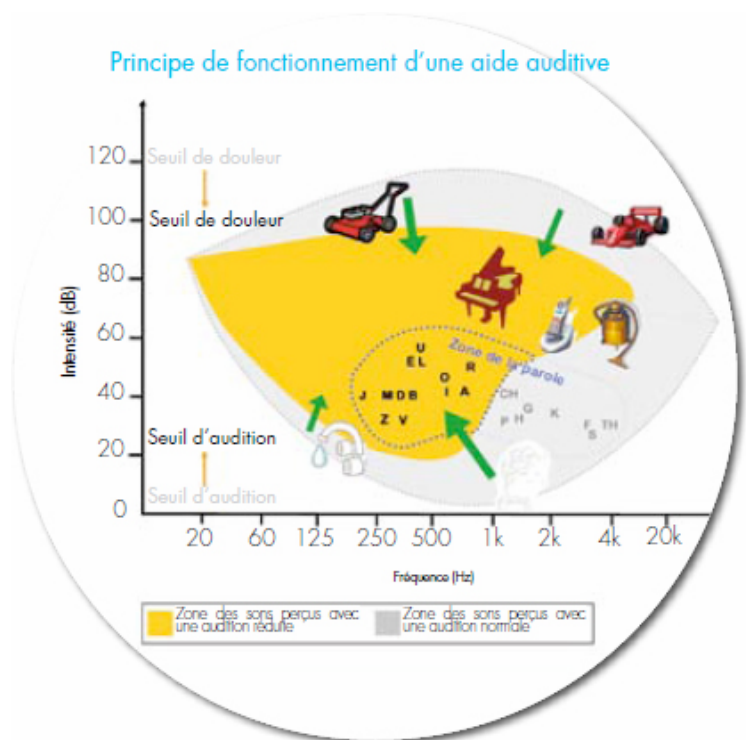 Principe de fonctionnement d'une aide auditive
120
Seuil de douleur
100
Seuil de douleur
80
60
40
Seuil d'audition
20
Seuil d'audition
0
Intensité (dB)
U
EL
R
O
J MDB
I A
Z V
Zone de la parole
CH
G
K
P H
F
S
TH
20 60 125 250 500 1k 2k 4k 20k
Fréquence (Hz)
Zone des sons perçus avec
une audition réduite
Zone des sons perçus avec
une audition normale